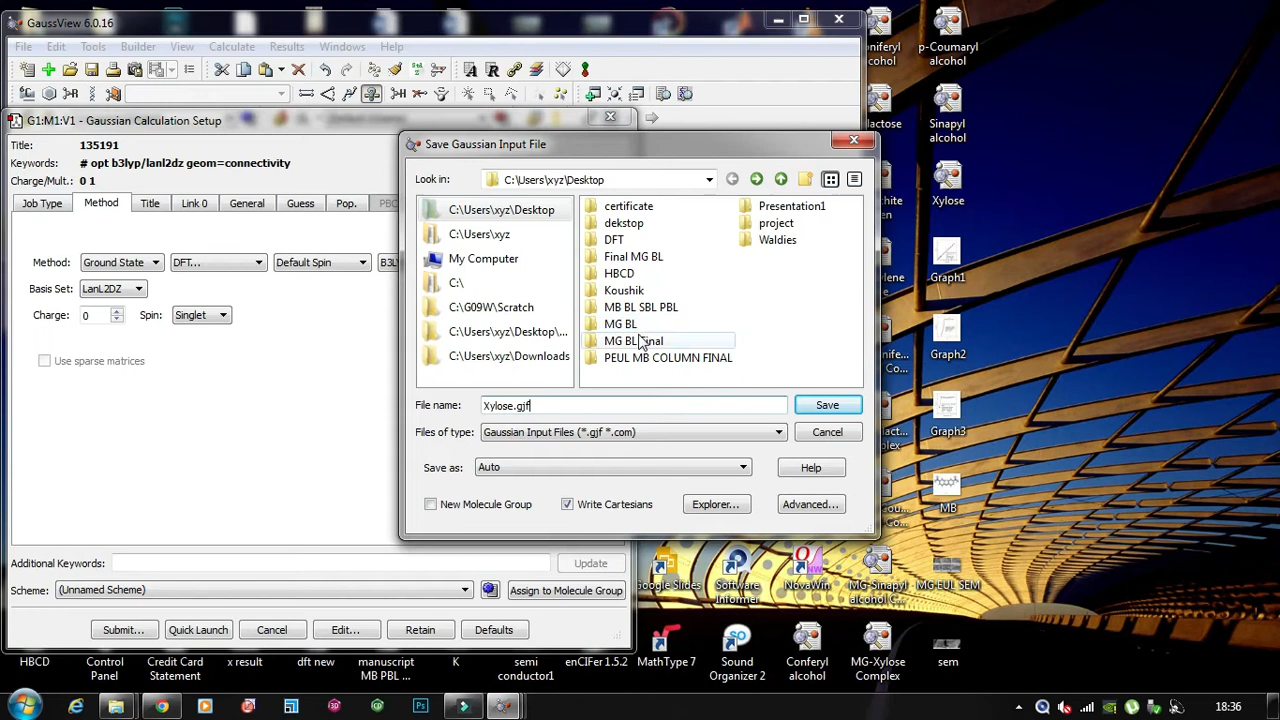 GaussView 6.0.16
File Edit Tools Builder View Calculate Results Windows Help
G1:M1:V1 - Gaussian Calculation Setup
Title: 135191
Keywords: # opt b3lyp/lanl2dz geom=connectivity
Charge/Mult.: 0 1
Job Type Method Title Link 0 General Guess Pop. PBC
Method: Ground State DFT... Default Spin B3LY
Basis Set: LanL2DZ
Charge: 0 Spin: Singlet
Use sparse matrices
Additional Keywords: Update
Scheme: (Unnamed Scheme) Assign to Molecule Group
Submit... Quick Launch Cancel Edit... Retain Defaults
Save Gaussian Input File
Look in: C:\Users\xyz\Desktop
C:\Users\xyz\Desktop
C:\Users\xyz
My Computer
C:\
C:\G09W\Scratch
C:\Users\xyz\Desktop\...
C:\Users\xyz\Downloads
certificate
dekstop
DFT
Final MG BL
HBCD
Koushik
MB BL SBL PBL
MG BL
MG BL
PEUL MB COLUMN FINAL
Presentation1
project
Waldies
File name: Xylose.gjf Save
Files of type: Gaussian Input Files (*.gjf *.com) Cancel
Save as: Auto Help
New Molecule Group Write Cartesians Explorer... Advanced...
p-Coumaryl
alcohol
Sinapyl
alcohol
Xylose
Graph1
Graph2
Graph3
MB
Software
Informer
NovaWin
MG-Sinapyl
alcohol C...
MG-EUL SEM
HBCD
Control
Panel
Credit Card
Statement
x result
dft new
manuscript
MB PBL ...
K
semi
conductor1
enCIFer 1.5.2
MathType 7
Sound
Organizer 2
Conferyl
alcohol
MG-Xylose
Complex
sem
18:36